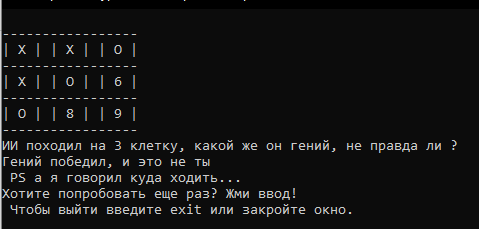 -----------------
| X | | X | | O |
-----------------
| X | | O | | 6 |
-----------------
| O | | 8 | | 9 |
-----------------
ИИ походил на 3 клетку, какой же он гений, не правда ли ?
Гений победил, и это не ты
PS а я говорил куда ходить...
Хотите попробовать еще раз? Жми ввод!
Чтобы выйти введите exit или закройте окно.